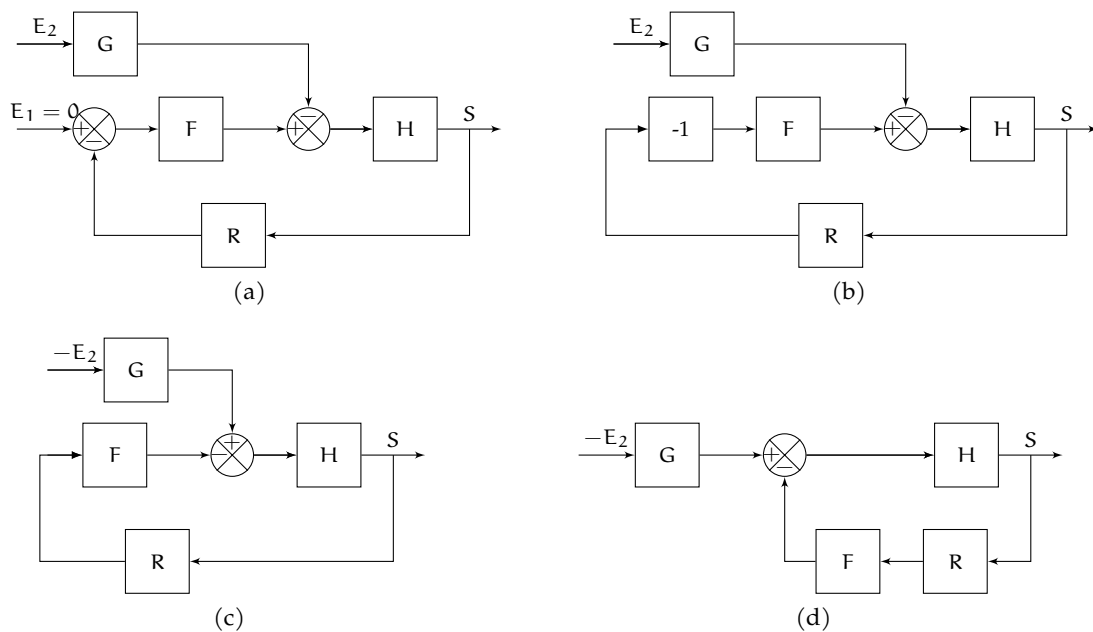 E₂
G
E₁ = 0
+
−
F
−
+
H
S
R
(a)
E₂
G
-1
F
−
+
H
S
R
(b)
−E₂
G
F
+
−
H
S
R
(c)
−E₂
G
+
−
H
S
F
R
(d)